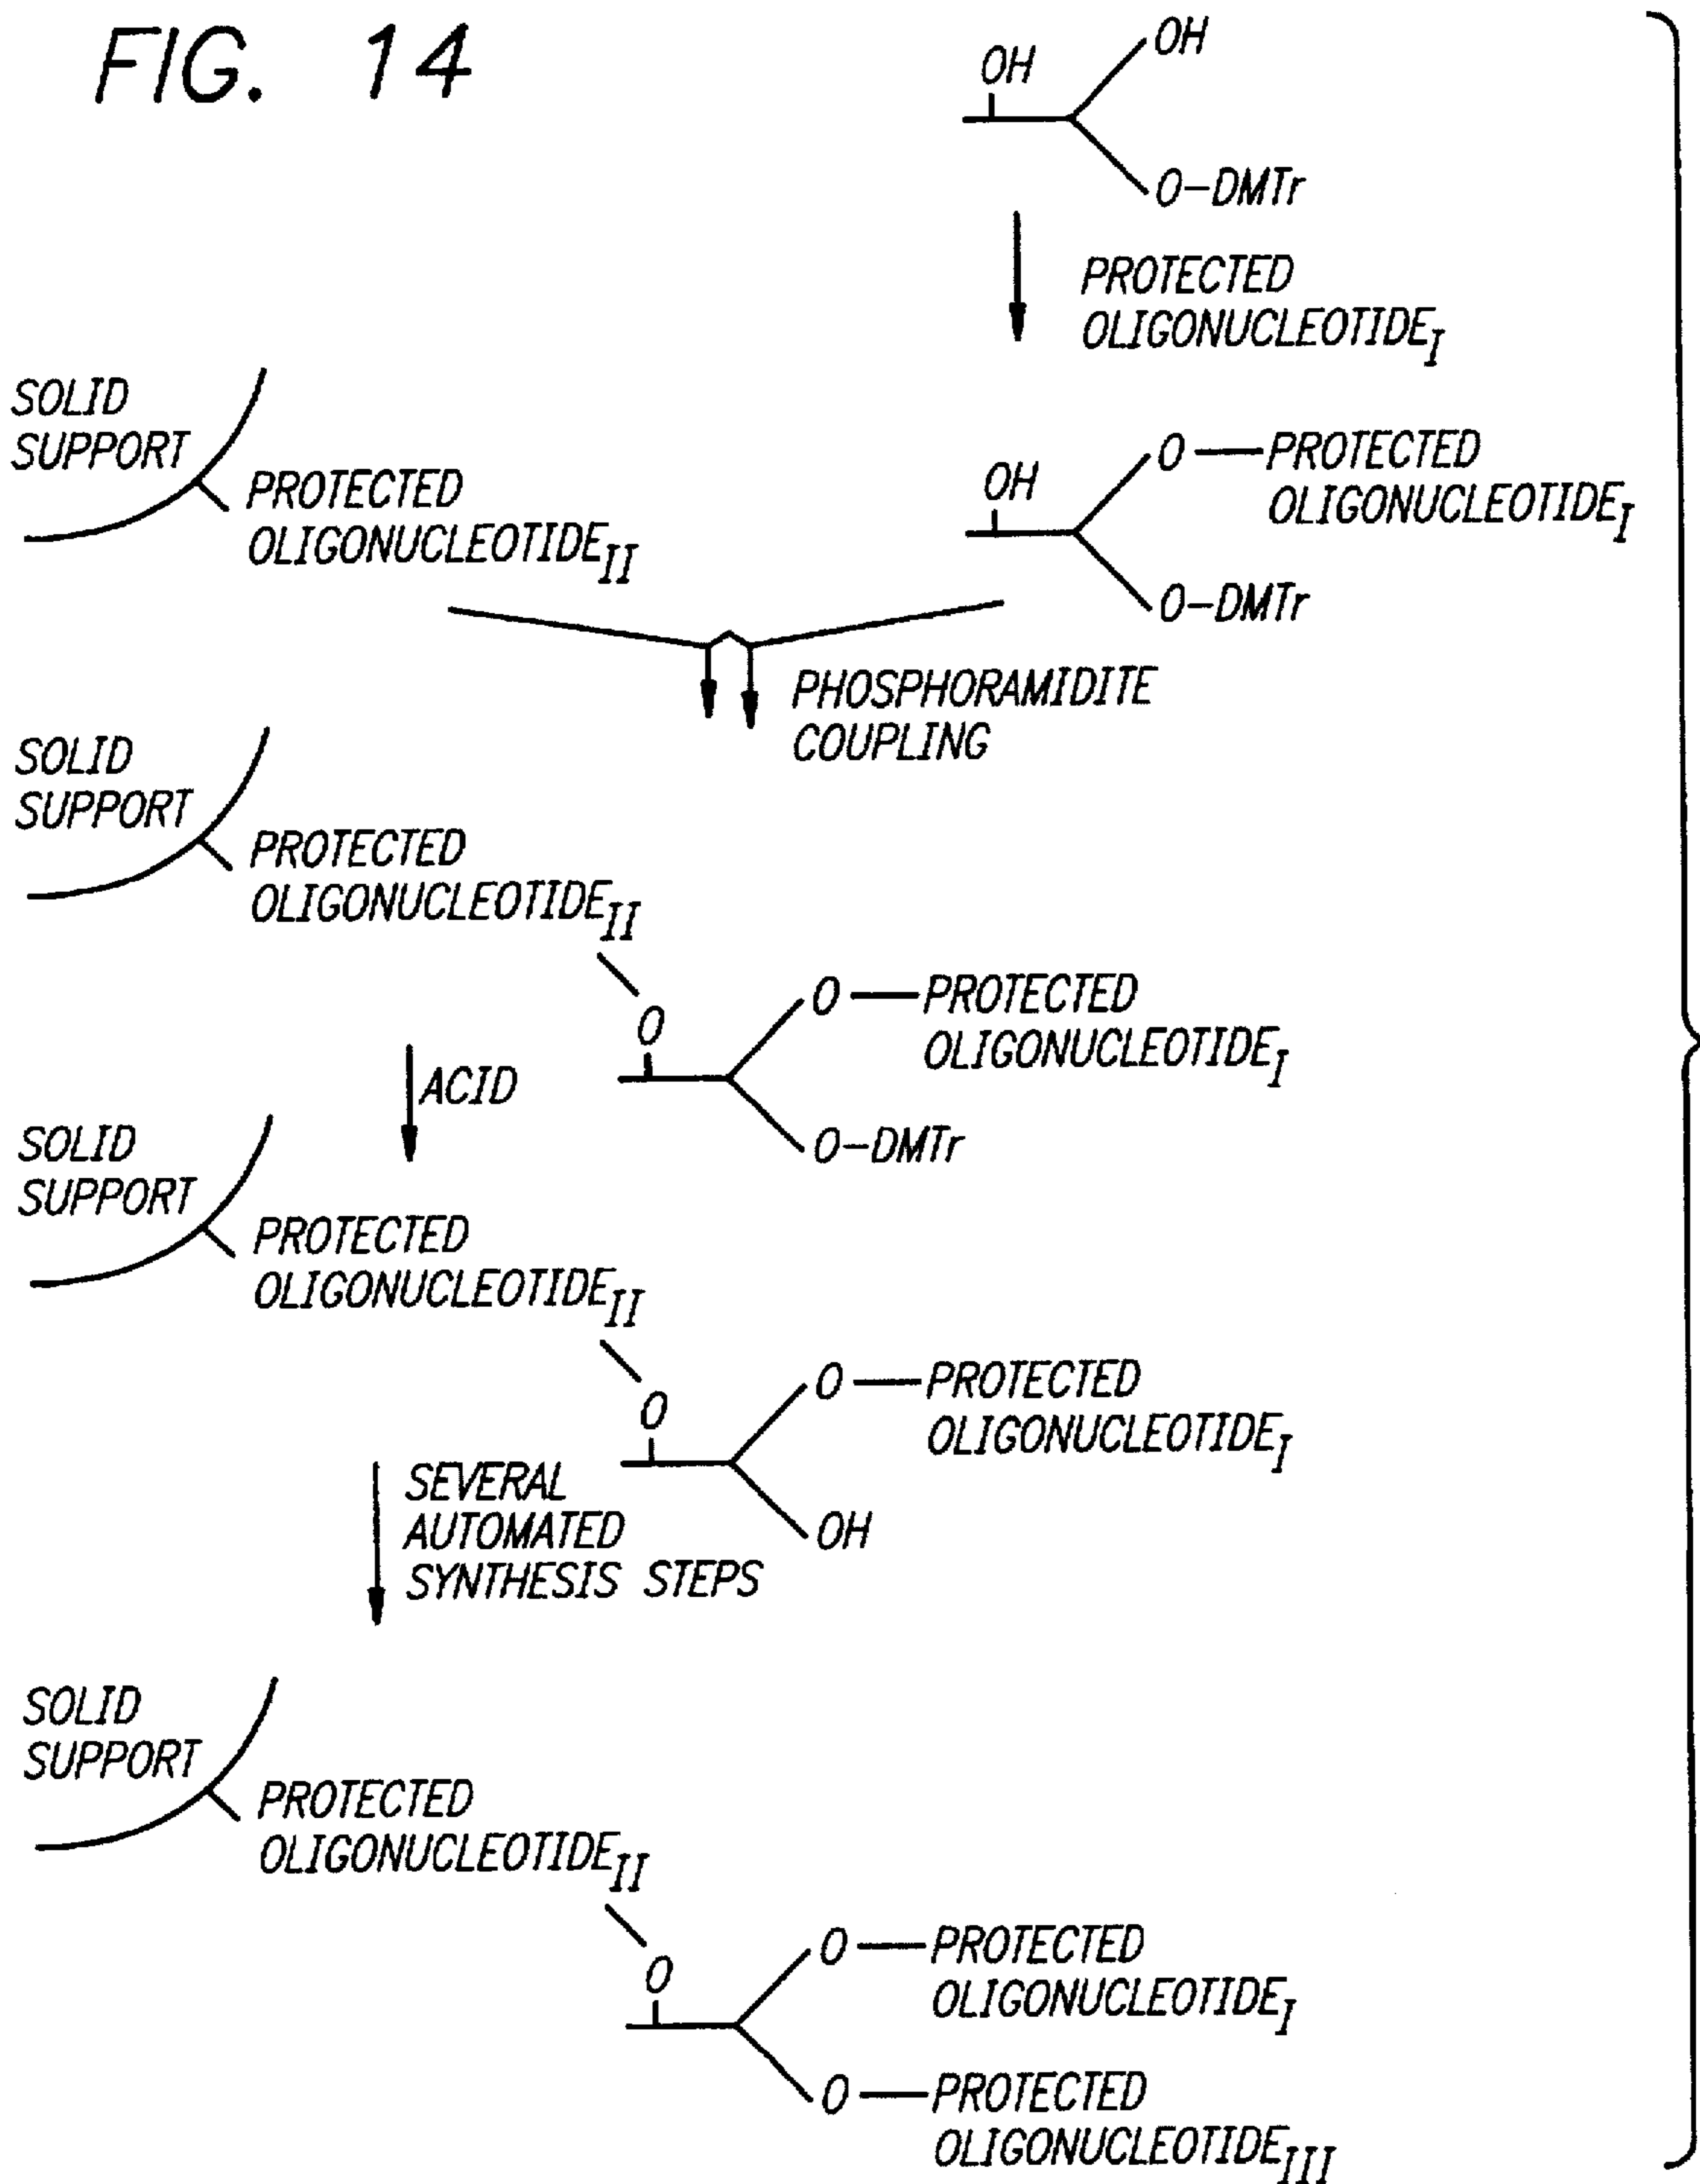 FIG. 14
OH
OH
O-DMTr
PROTECTED
OLIGONUCLEOTIDE_I
SOLID
SUPPORT
PROTECTED
OLIGONUCLEOTIDE_II
OH
O
PROTECTED
OLIGONUCLEOTIDE_I
O-DMTr
PHOSPHORAMIDITE
COUPLING
SOLID
SUPPORT
PROTECTED
OLIGONUCLEOTIDE_II
O
O
PROTECTED
OLIGONUCLEOTIDE_I
O-DMTr
ACID
SOLID
SUPPORT
PROTECTED
OLIGONUCLEOTIDE_II
O
O
PROTECTED
OLIGONUCLEOTIDE_I
OH
SEVERAL
AUTOMATED
SYNTHESIS STEPS
SOLID
SUPPORT
PROTECTED
OLIGONUCLEOTIDE_II
O
O
PROTECTED
OLIGONUCLEOTIDE_I
O
PROTECTED
OLIGONUCLEOTIDE_III